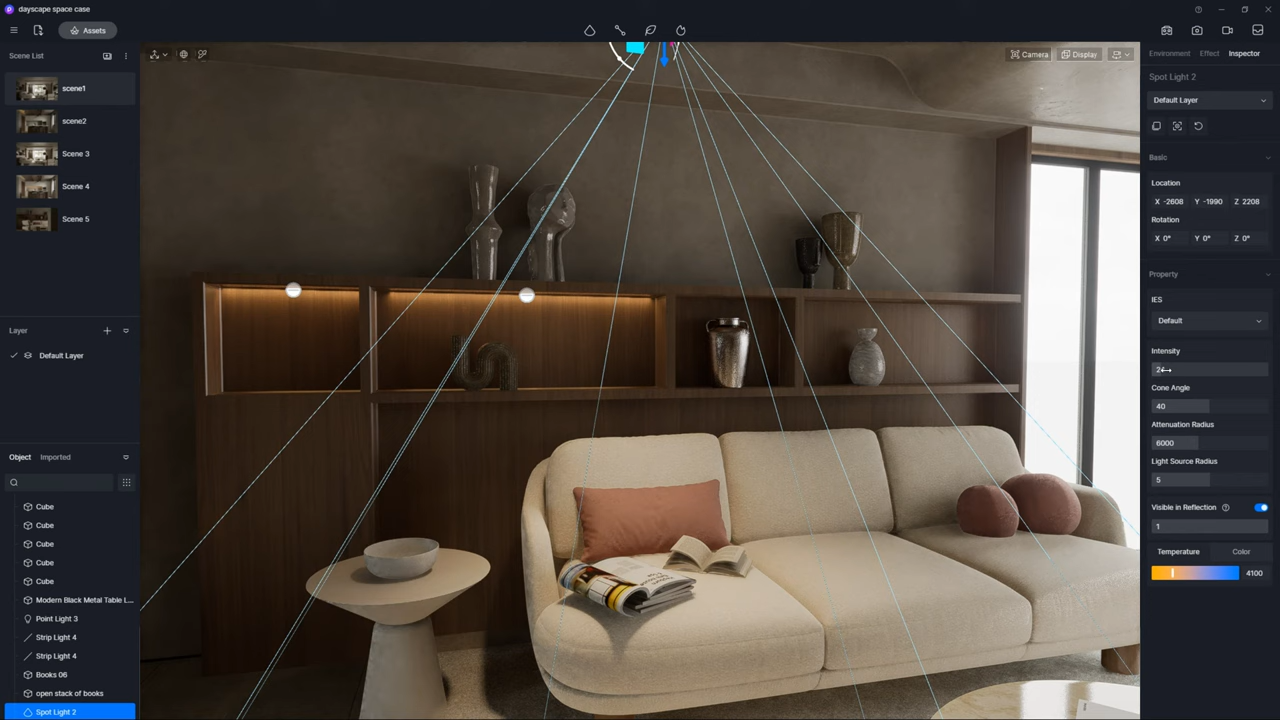 dayscape space case
Assets
Scene List
scene1
scene2
Scene 3
Scene 4
Scene 5
Layer
Default Layer
Object Imported
Cube
Cube
Cube
Cube
Cube
Modern Black Metal Table L...
Point Light 3
Strip Light 4
Strip Light 4
Books 06
open stack of books
Spot Light 2
Camera
Display
Environment Effect Inspector
Spot Light 2
Default Layer
Basic
Location
X -2608 Y -1990 Z 2208
Rotation
X 0° Y 0° Z 0°
Property
IES
Default
Intensity
Cone Angle
40
Attenuation Radius
6000
Light Source Radius
5
Visible in Reflection
1
Temperature Color
4100